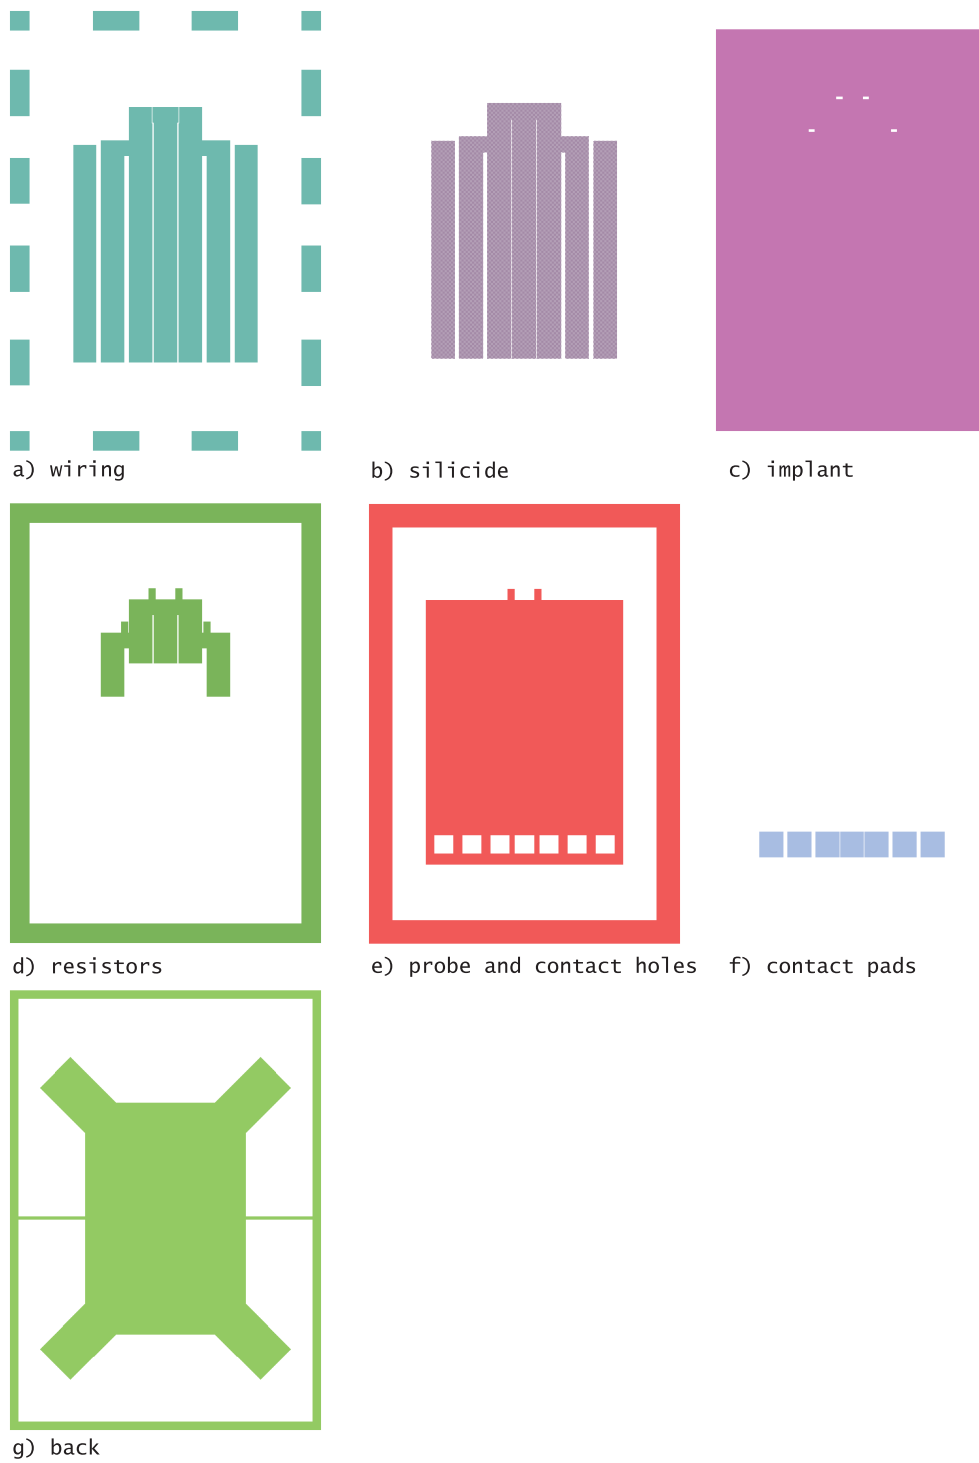 a) wiring
b) silicide
c) implant
d) resistors
e) probe and contact holes
f) contact pads
g) back